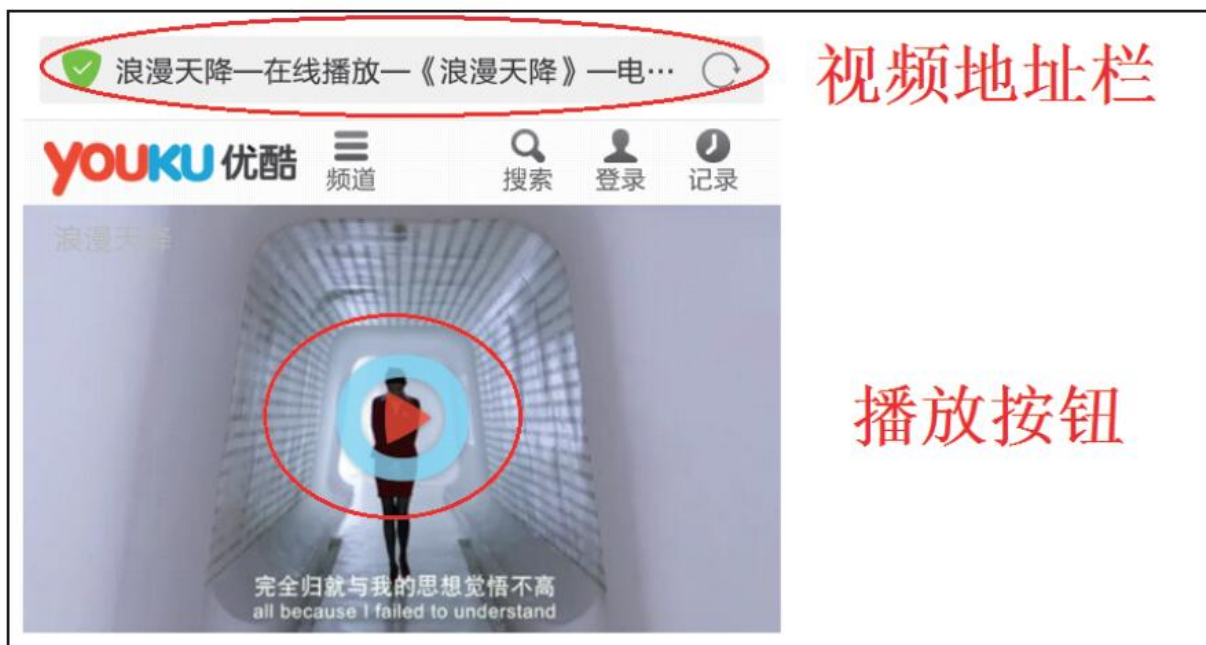 浪漫天降—在线播放—《浪漫天降》—电…
视频地址栏
YOUKU 优酷
频道
搜索
登录
记录
浪漫天降
播放按钮
完全归就与我的思想觉悟不高
all because I failed to understand